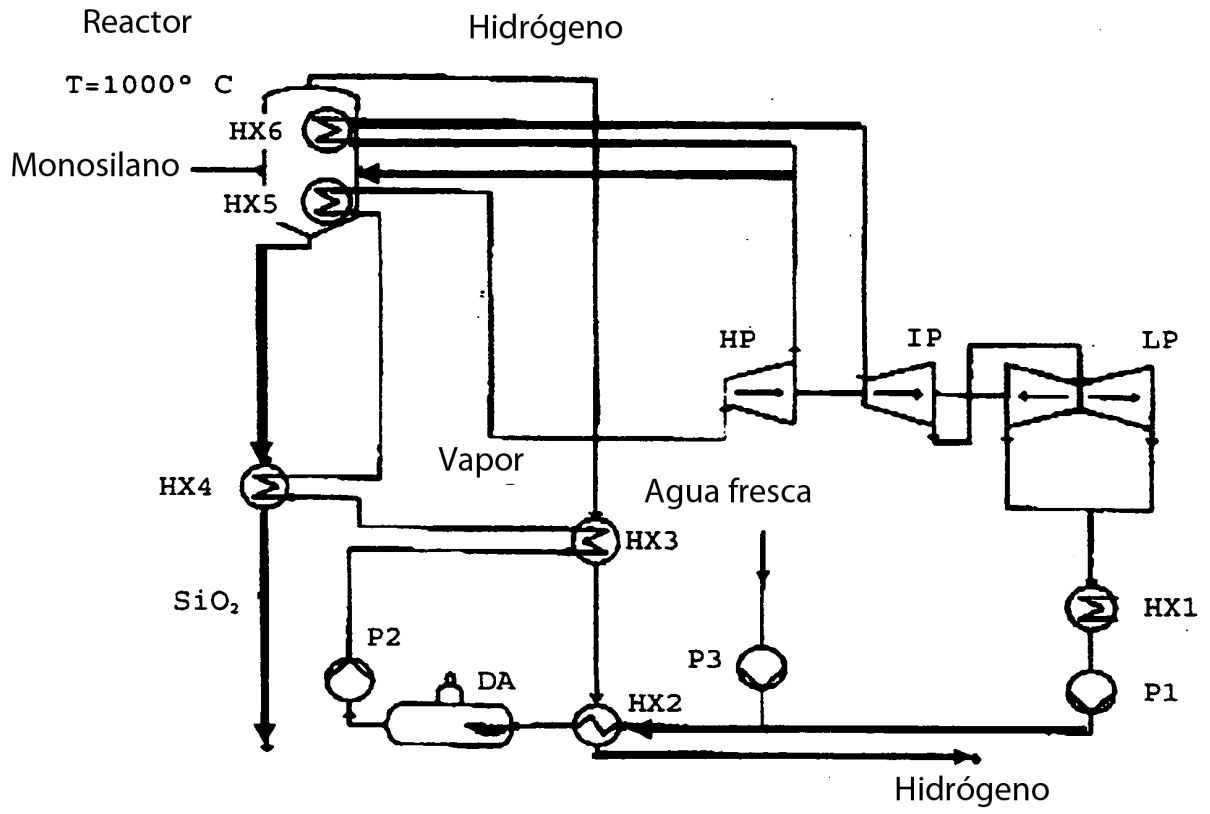 Reactor
Hidrógeno
T=1000° C
HX6
Monosilano
HX5
HP
IP
LP
Vapor
HX4
Agua fresca
HX3
SiO₂
HX1
P2
P3
DA
HX2
P1
Hidrógeno